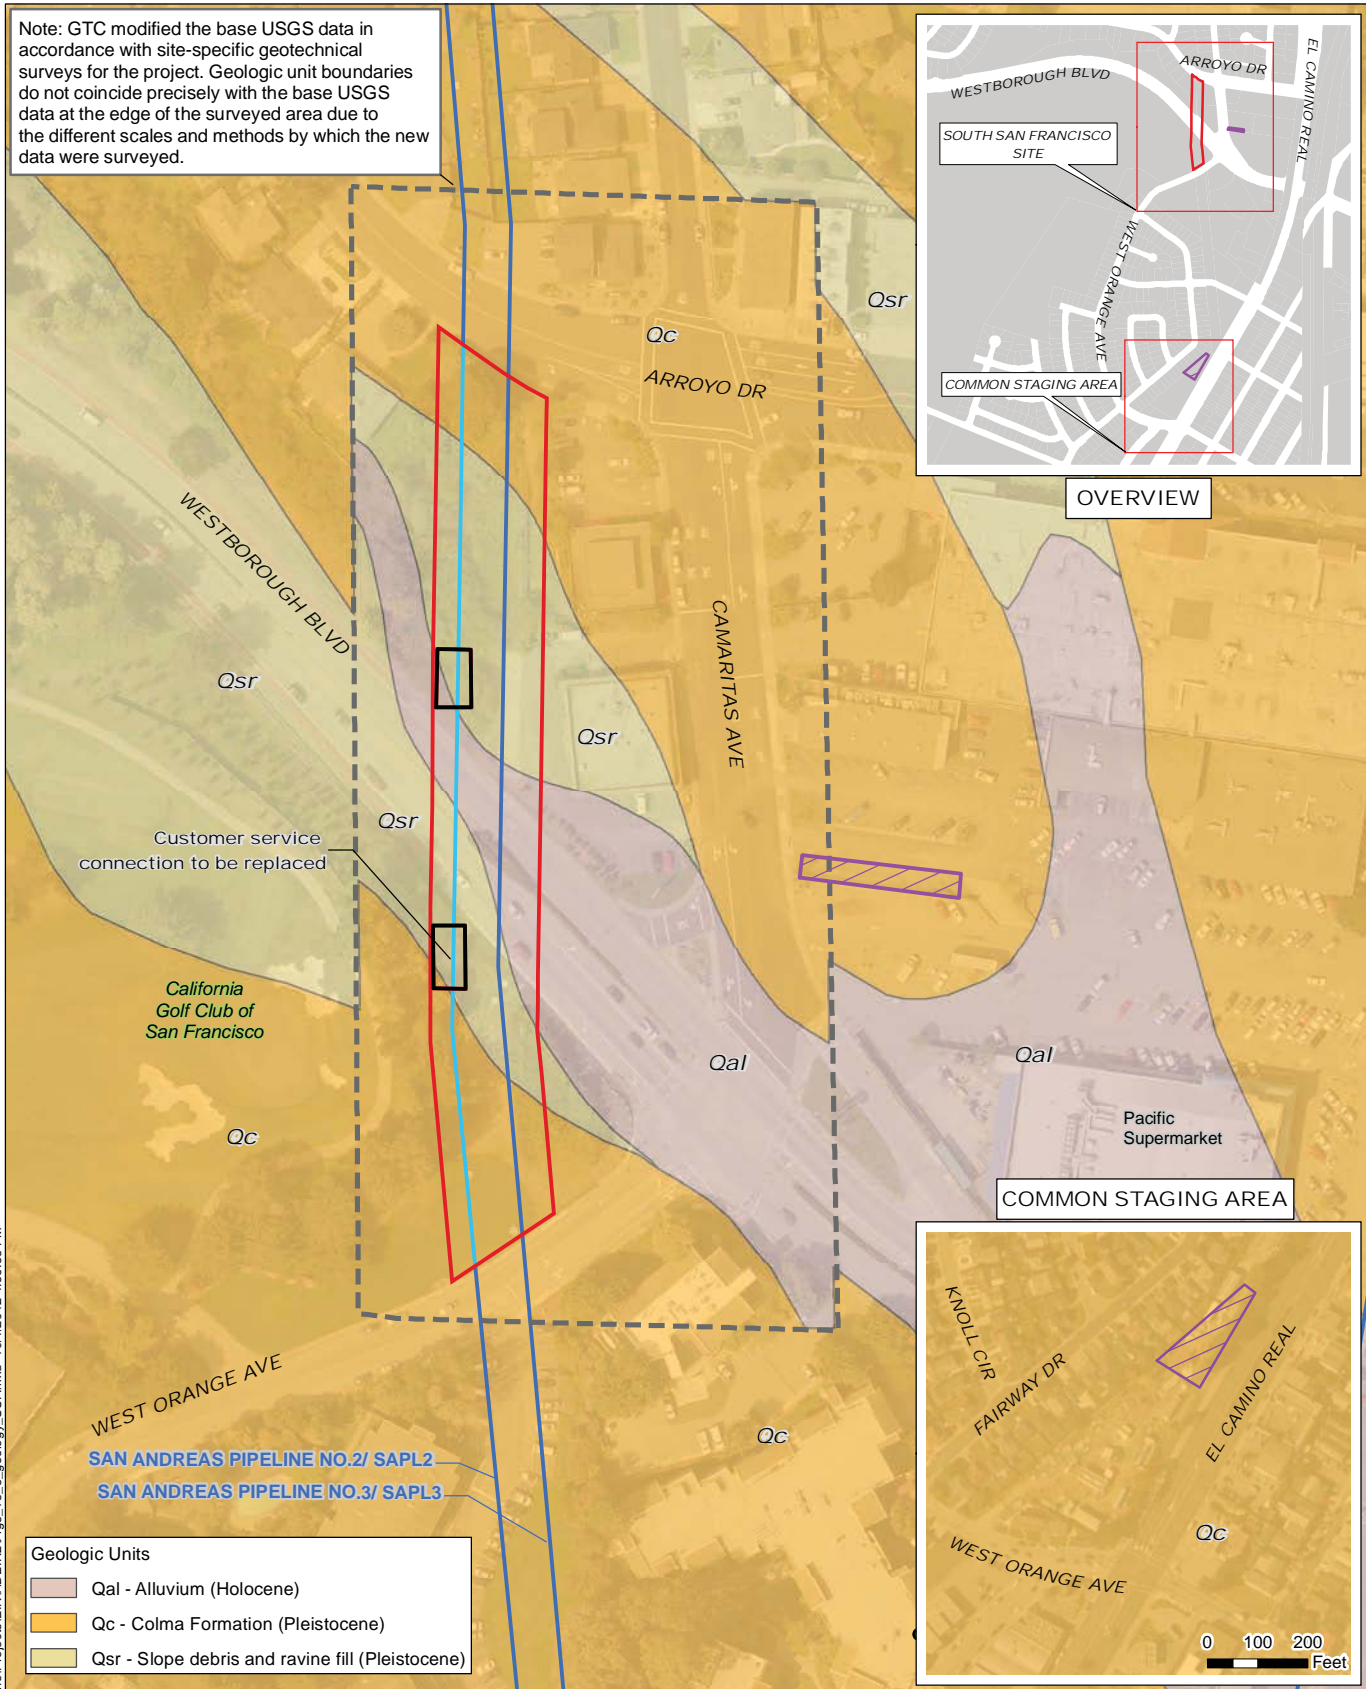 Note: GTC modified the base USGS data in
accordance with site-specific geotechnical
surveys for the project. Geologic unit boundaries
do not coincide precisely with the base USGS
data at the edge of the surveyed area due to
the different scales and methods by which the new
data were surveyed.
WESTBOROUGH BLVD
ARROYO DR
EL CAMINO REAL
SOUTH SAN FRANCISCO
SITE
WEST ORANGE AVE
COMMON STAGING AREA
OVERVIEW
Qsr
Qc
ARROYO DR
WESTBOROUGH BLVD
CAMARITAS AVE
Qsr
Qsr
Qsr
Customer service
connection to be replaced
California
Golf Club of
San Francisco
Qal
Qal
Qc
Pacific
Supermarket
COMMON STAGING AREA
KNOLL CIR
FAIRWAY DR
EL CAMINO REAL
WEST ORANGE AVE
Qc
0 100 200
Feet
WEST ORANGE AVE
Qc
SAN ANDREAS PIPELINE NO.2/ SAPL2
SAN ANDREAS PIPELINE NO.3/ SAPL3
Geologic Units
Qal - Alluvium (Holocene)
Qc - Colma Formation (Pleistocene)
Qsr - Slope debris and ravine fill (Pleistocene)